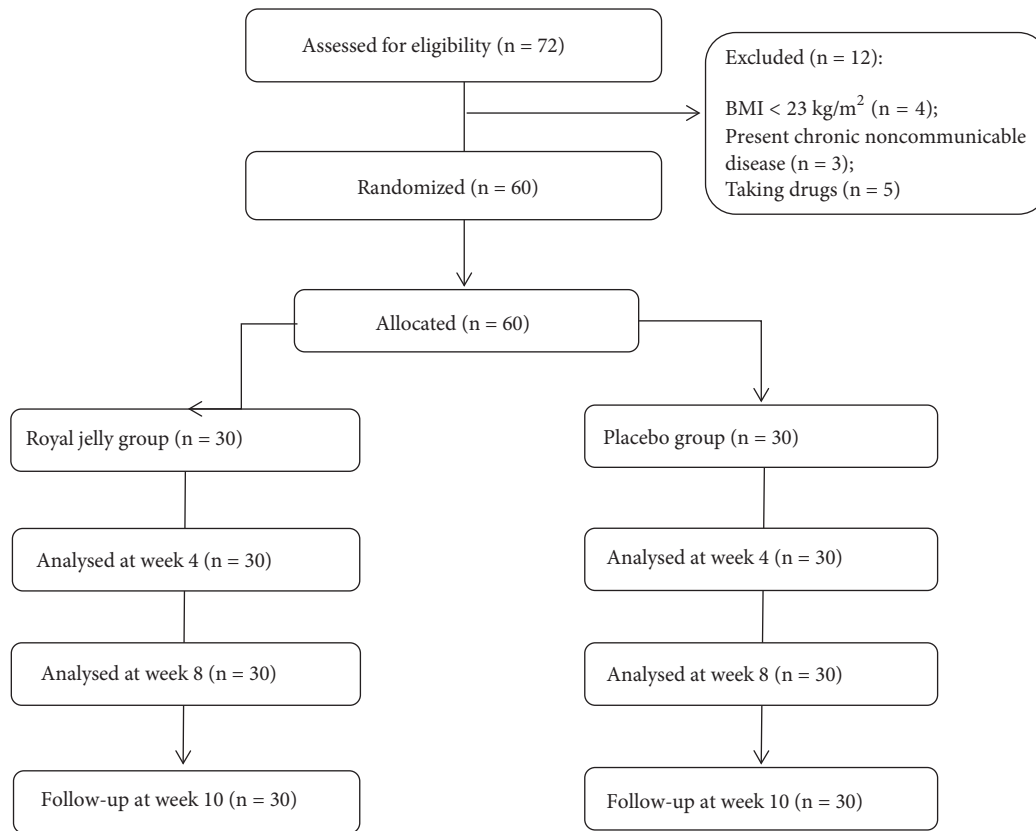 Assessed for eligibility (n = 72)
Excluded (n = 12):
BMI < 23 kg/m² (n = 4);
Present chronic noncommunicable
disease (n = 3);
Taking drugs (n = 5)
Randomized (n = 60)
Allocated (n = 60)
Royal jelly group (n = 30)
Placebo group (n = 30)
Analysed at week 4 (n = 30)
Analysed at week 4 (n = 30)
Analysed at week 8 (n = 30)
Analysed at week 8 (n = 30)
Follow-up at week 10 (n = 30)
Follow-up at week 10 (n = 30)